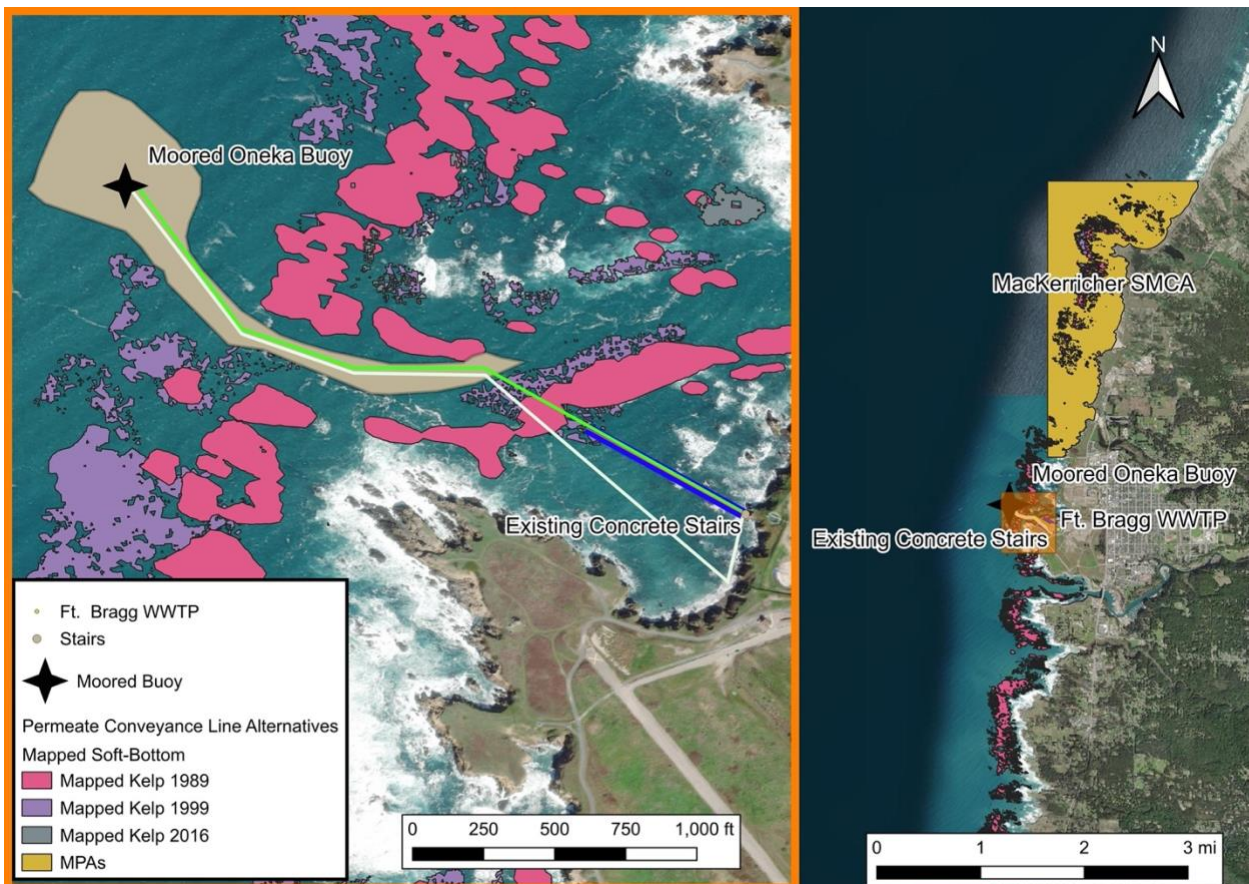 Moored Oneka Buoy
Existing Concrete Stairs
Ft. Bragg WWTP
Stairs
Moored Buoy
Permeate Conveyance Line Alternatives
Mapped Soft-Bottom
Mapped Kelp 1989
Mapped Kelp 1999
Mapped Kelp 2016
MPAs
0 250 500 750 1,000 ft
N
MacKerricher SMCA
Moored Oneka Buoy
Ft. Bragg WWTP
Existing Concrete Stairs
0 1 2 3 mi